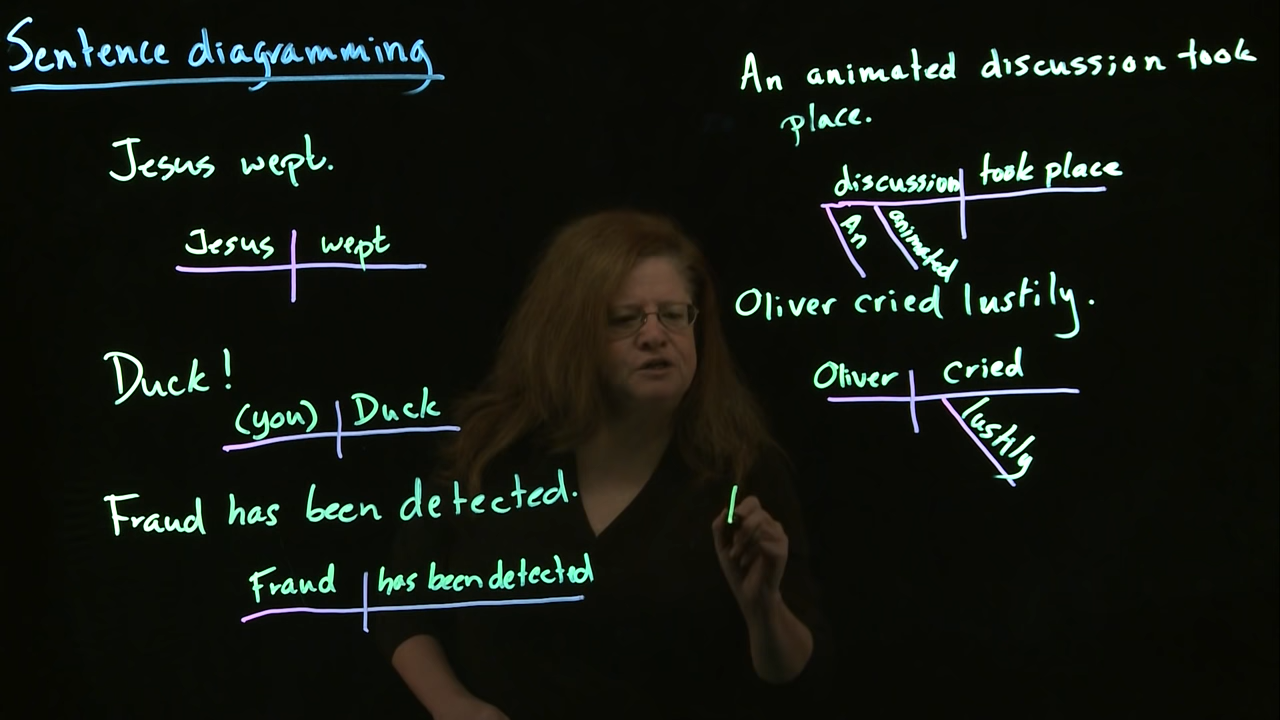 Sentence diagramming
Jesus wept.
Jesus wept
Duck!
(you) Duck
Fraud has been detected.
Fraud has been detected
An animated discussion took
place.
discussion took place
An animated
Oliver cried lustily.
Oliver cried
lustily